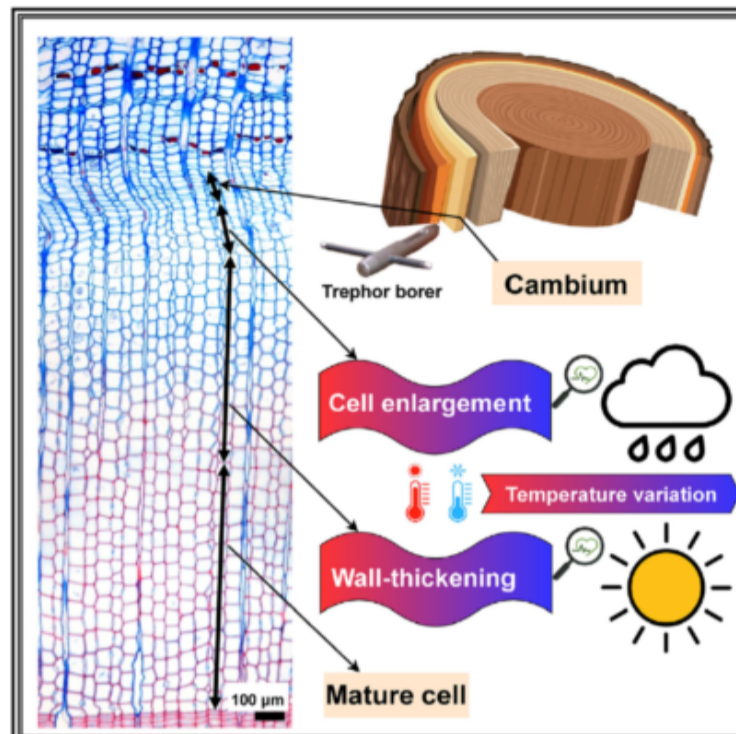 Trephor borer
Cambium
Cell enlargement
Temperature variation
Wall-thickening
Mature cell
100 µm